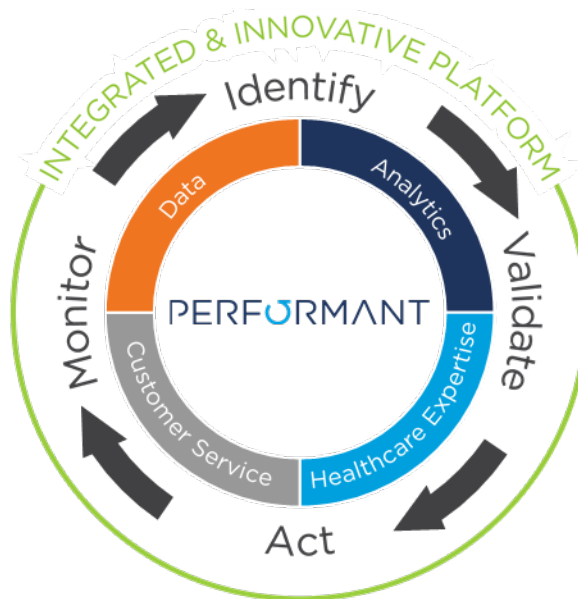 INTEGRATED & INNOVATIVE PLATFORM
Identify
Validate
Act
Monitor
Data
Analytics
Healthcare Expertise
Customer Service
PERFORMANT